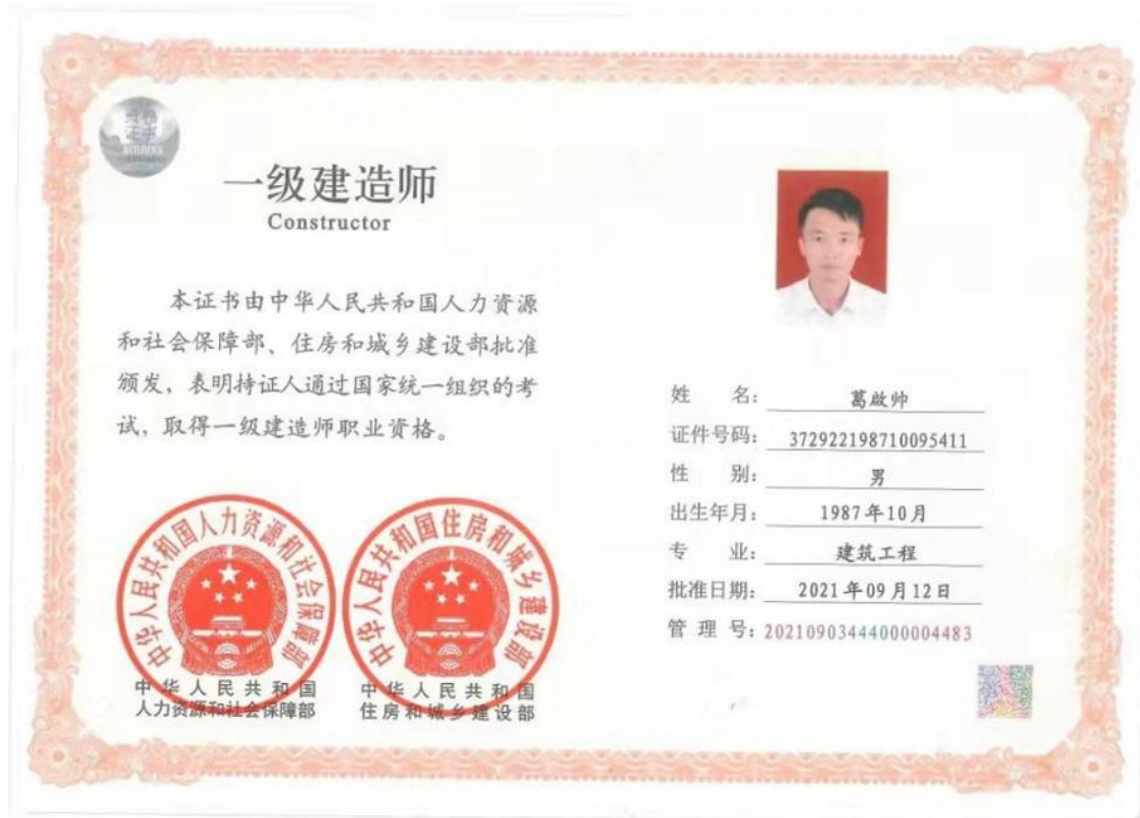 资格
证书
一级建造师
Constructor
本证书由中华人民共和国人力资源
和社会保障部、住房和城乡建设部批准
颁发，表明持证人通过国家统一组织的考
试，取得一级建造师职业资格。
中华人民共和国人力资源和社会保障部
中华人民共和国住房和城乡建设部
中华人民共和国
人力资源和社会保障部
中华人民共和国
住房和城乡建设部
姓 名： 葛啟帅
证件号码： 372922198710095411
性 别： 男
出生年月： 1987年10月
专 业： 建筑工程
批准日期： 2021年09月12日
管 理 号：20210903444000004483